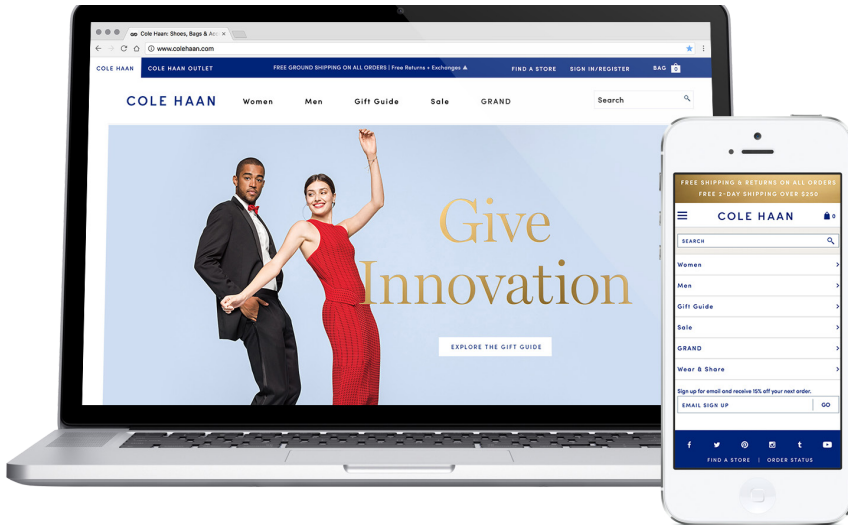 Cole Haan: Shoes, Bags & Acc
www.colehaan.com
COLE HAAN COLE HAAN OUTLET FREE GROUND SHIPPING ON ALL ORDERS | Free Returns + Exchanges FIND A STORE SIGN IN/REGISTER BAG 0
COLE HAAN Women Men Gift Guide Sale GRAND Search
Give
Innovation
EXPLORE THE GIFT GUIDE
FREE SHIPPING & RETURNS ON ALL ORDERS
FREE 2-DAY SHIPPING OVER $200
COLE HAAN 0
SEARCH
Women
Men
Gift Guide
Sale
GRAND
Wear & Share
Sign up for email and receive 15% off your next order.
EMAIL SIGN UP GO
FIND A STORE | ORDER STATUS